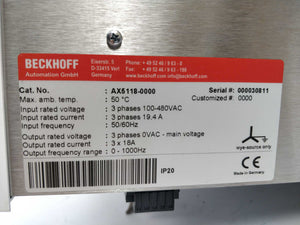 BECKHOFF
Automation GmbH
Eiserstr. 5
D-33415 Verl
Germany
Phone: + 49 52 46 / 9 63 - 0
Fax: + 49 52 46 / 9 63 - 198
info@beckhoff.com
www.beckhoff.com
Cat. No. : AX5118-0000 Serial #: 000030811
Max. amb. temp. : 50 °C Customized #. 0000
Input rated voltage : 3 phases 100-480VAC
Input rated current : 3 phases 19,4 A
Input frequency : 50/60Hz
Output rated voltage : 3 phases 0VAC - main voltage
Output rated current : 3 x 18A
Output frequency range : 0 - 1000Hz
wye-source only
IP20
CE
Made in Germany